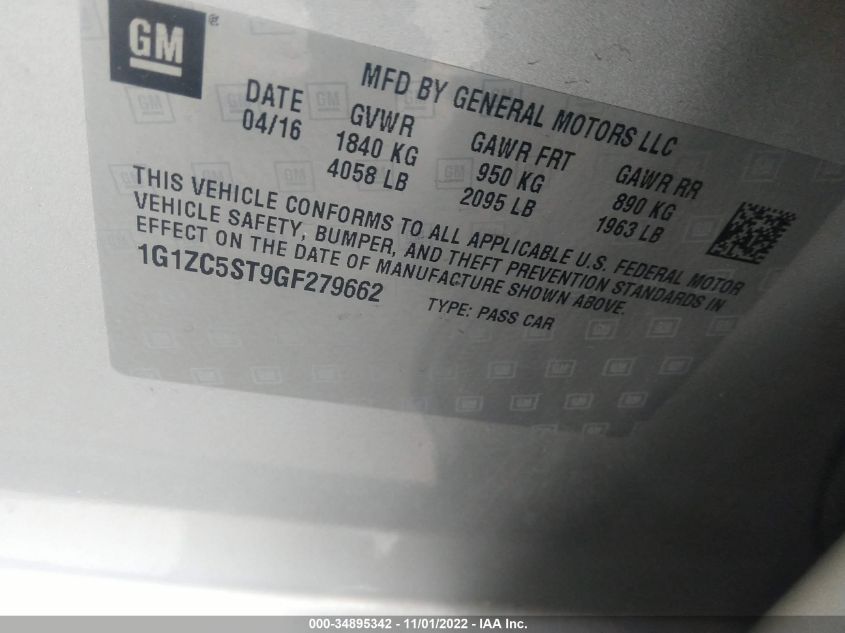 GM®
MFD BY GENERAL MOTORS LLC
DATE GVWR GAWR FRT GAWR RR
04/16 1840 KG 950 KG 890 KG
4058 LB 2095 LB 1963 LB
THIS VEHICLE CONFORMS TO ALL APPLICABLE U.S. FEDERAL MOTOR
VEHICLE SAFETY, BUMPER, AND THEFT PREVENTION STANDARDS IN
EFFECT ON THE DATE OF MANUFACTURE SHOWN ABOVE.
1G1ZC5ST9GF279662 TYPE: PASS CAR
000-34895342 - 11/01/2022 - IAA Inc.